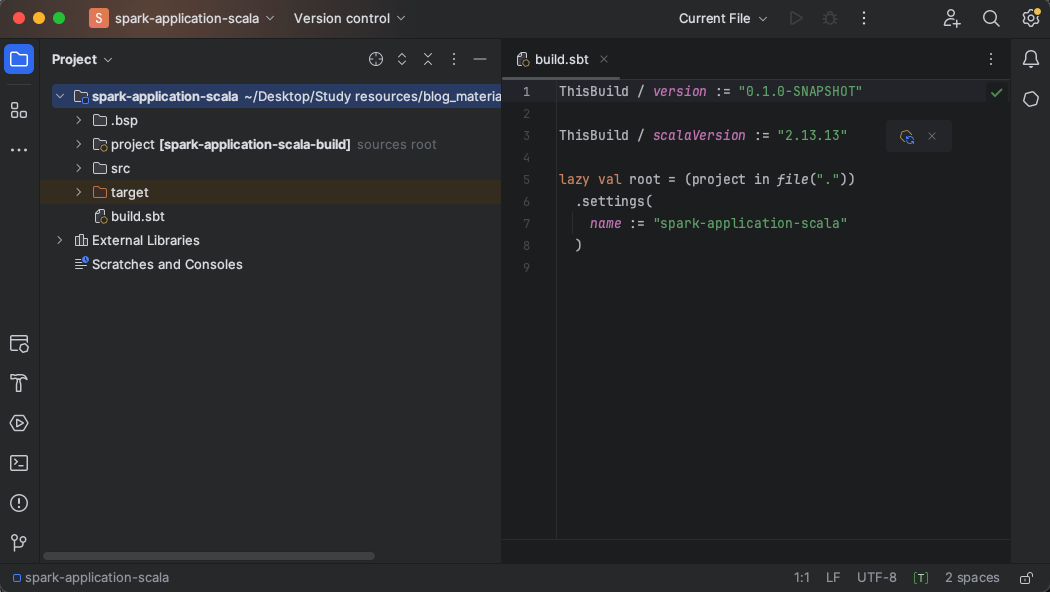 S spark-application-scala Version control Current File
Project
build.sbt
spark-application-scala ~/Desktop/Study resources/blog_materia
.bsp
project [spark-application-scala-build] sources root
src
target
build.sbt
External Libraries
Scratches and Consoles
1 ThisBuild / version := "0.1.0-SNAPSHOT"
2
3 ThisBuild / scalaVersion := "2.13.13"
4
5 lazy val root = (project in file("."))
6 .settings(
7 name := "spark-application-scala"
8 )
9
spark-application-scala 1:1 LF UTF-8 [T] 2 spaces